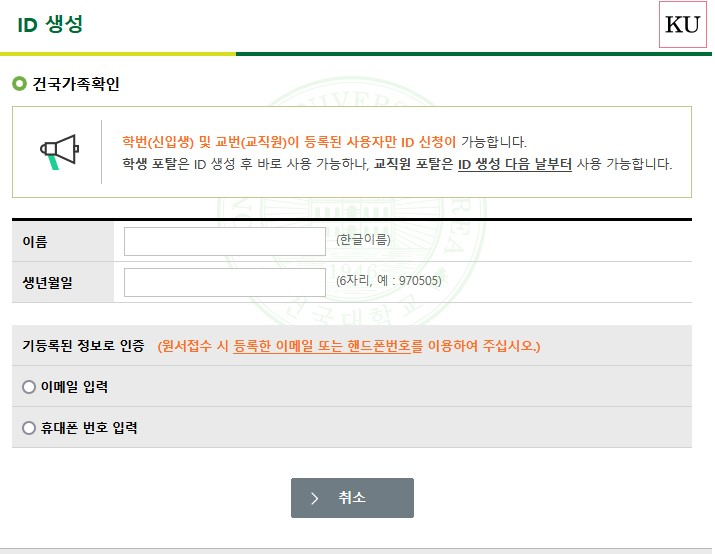 ID 생성
KU
건국가족확인
학번(신입생) 및 교번(교직원)이 등록된 사용자만 ID 신청이 가능합니다.
학생 포탈은 ID 생성 후 바로 사용 가능하나, 교직원 포탈은 ID 생성 다음 날부터 사용 가능합니다.
이름 (한글이름)
생년월일 (6자리, 예 : 970505)
기등록된 정보로 인증 (원서접수 시 등록한 이메일 또는 핸드폰번호를 이용하여 주십시오.)
이메일 입력
휴대폰 번호 입력
취소
1946
건국대학교